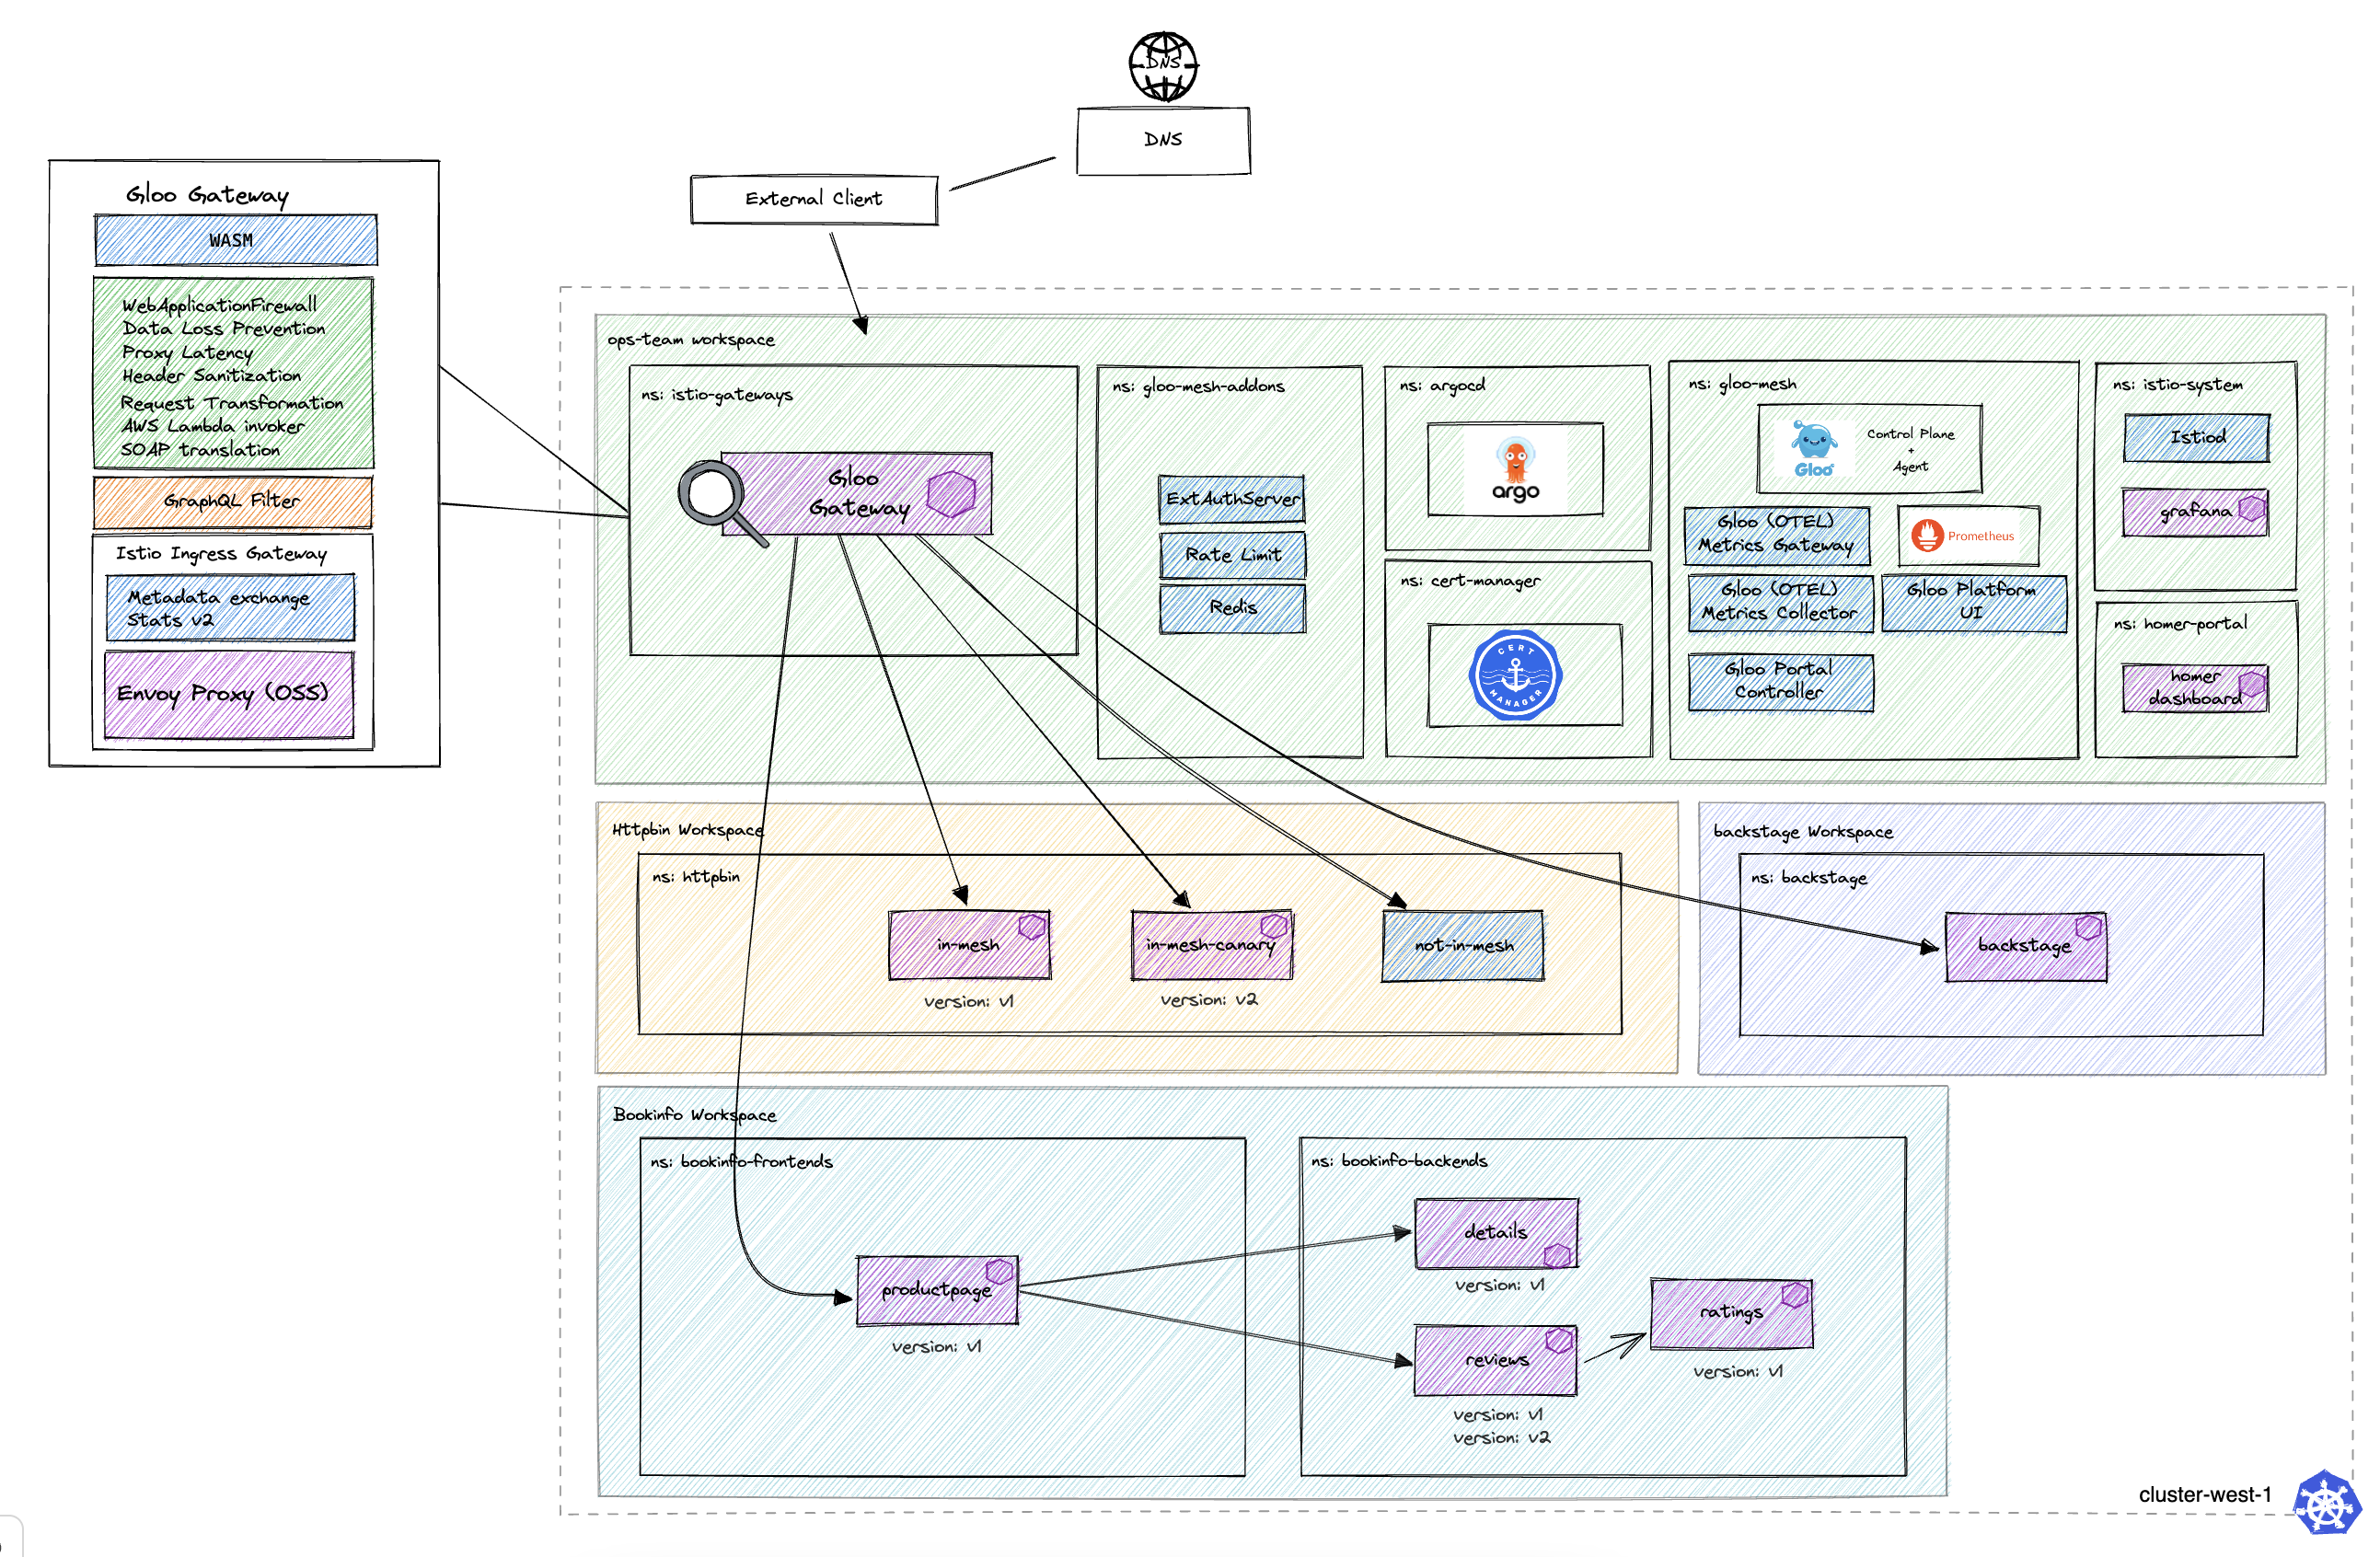 DNS
DNS
External Client
Gloo Gateway
WASM
WebApplicationFirewall
Data Loss Prevention
Proxy Latency
Header Sanitization
Request Transformation
AWS Lambda invoker
SOAP translation
GraphQL Filter
Istio Ingress Gateway
Metadata exchange
Stats v2
Envoy Proxy (OSS)
ops-team workspace
ns: istio-gateways
Gloo
Gateway
ns: gloo-mesh-addons
ExtAuthServer
Rate Limit
Redis
ns: argocd
argo
ns: cert-manager
CERT
MANAGER
ns: gloo-mesh
Gloo
Control Plane
+
Agent
Gloo (OTEL)
Metrics Gateway
Prometheus
Gloo (OTEL)
Metrics Collector
Gloo Platform
UI
Gloo Portal
Controller
ns: istio-system
Istiod
grafana
ns: homer-portal
homer
dashboard
Httpbin Workspace
ns: httpbin
in-mesh
version: v1
in-mesh-canary
version: v2
not-in-mesh
backstage Workspace
ns: backstage
backstage
Bookinfo Workspace
ns: bookinfo-frontends
productpage
version: v1
ns: bookinfo-backends
details
version: v1
reviews
version: v1
version: v2
ratings
version: v1
cluster-west-1